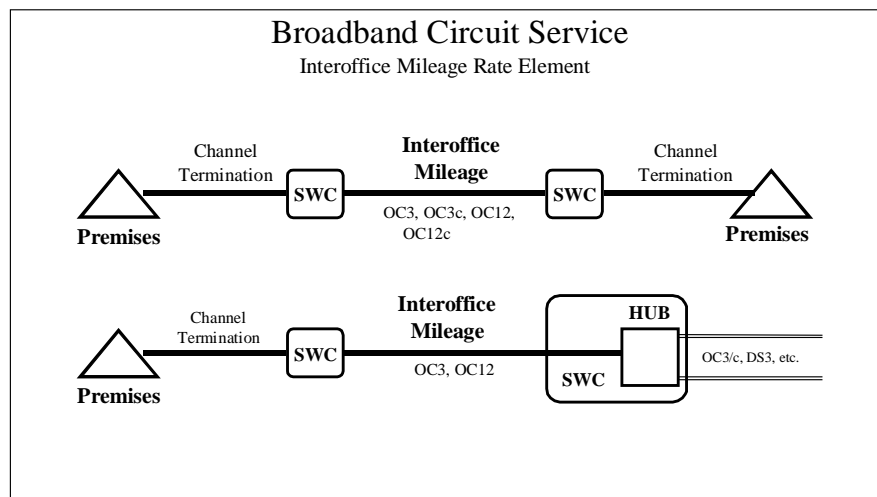 Broadband Circuit Service
Interoffice Mileage Rate Element
Channel
Termination
Interoffice
Mileage
Channel
Termination
SWC
SWC
OC3, OC3c, OC12,
OC12c
Premises
Premises
Channel
Termination
Interoffice
Mileage
HUB
SWC
OC3, OC12
SWC
OC3/c, DS3, etc.
Premises